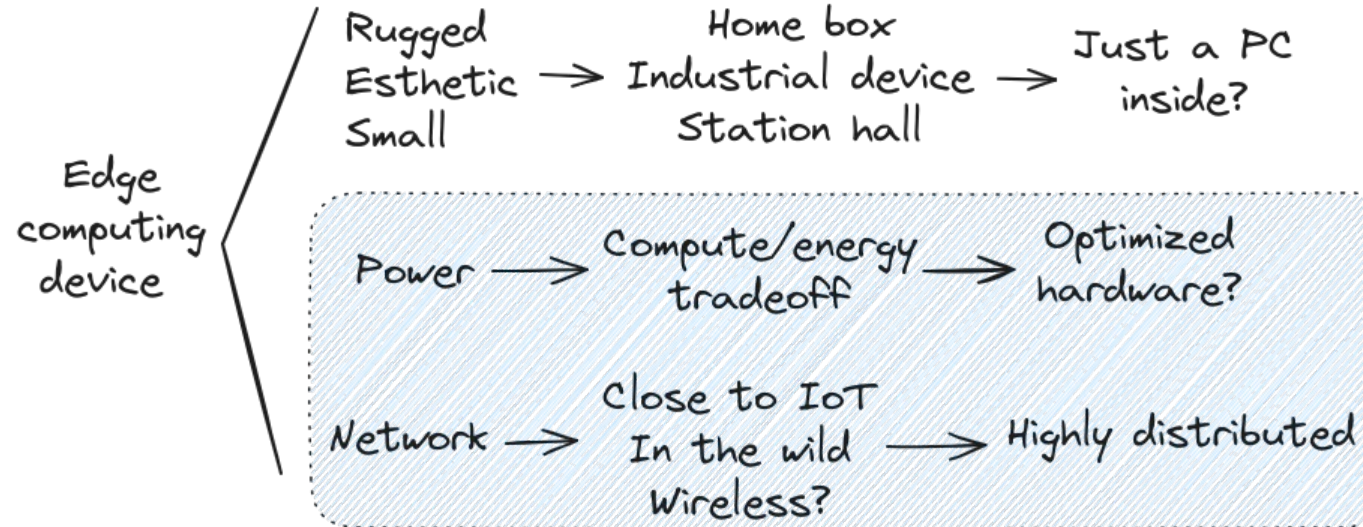 Edge
computing
device
Rugged
Esthetic
Small
Home box
Industrial device
Station hall
Just a PC
inside?
Power
Compute/energy
tradeoff
Optimized
hardware?
Network
Close to IoT
In the wild
Wireless?
Highly distributed